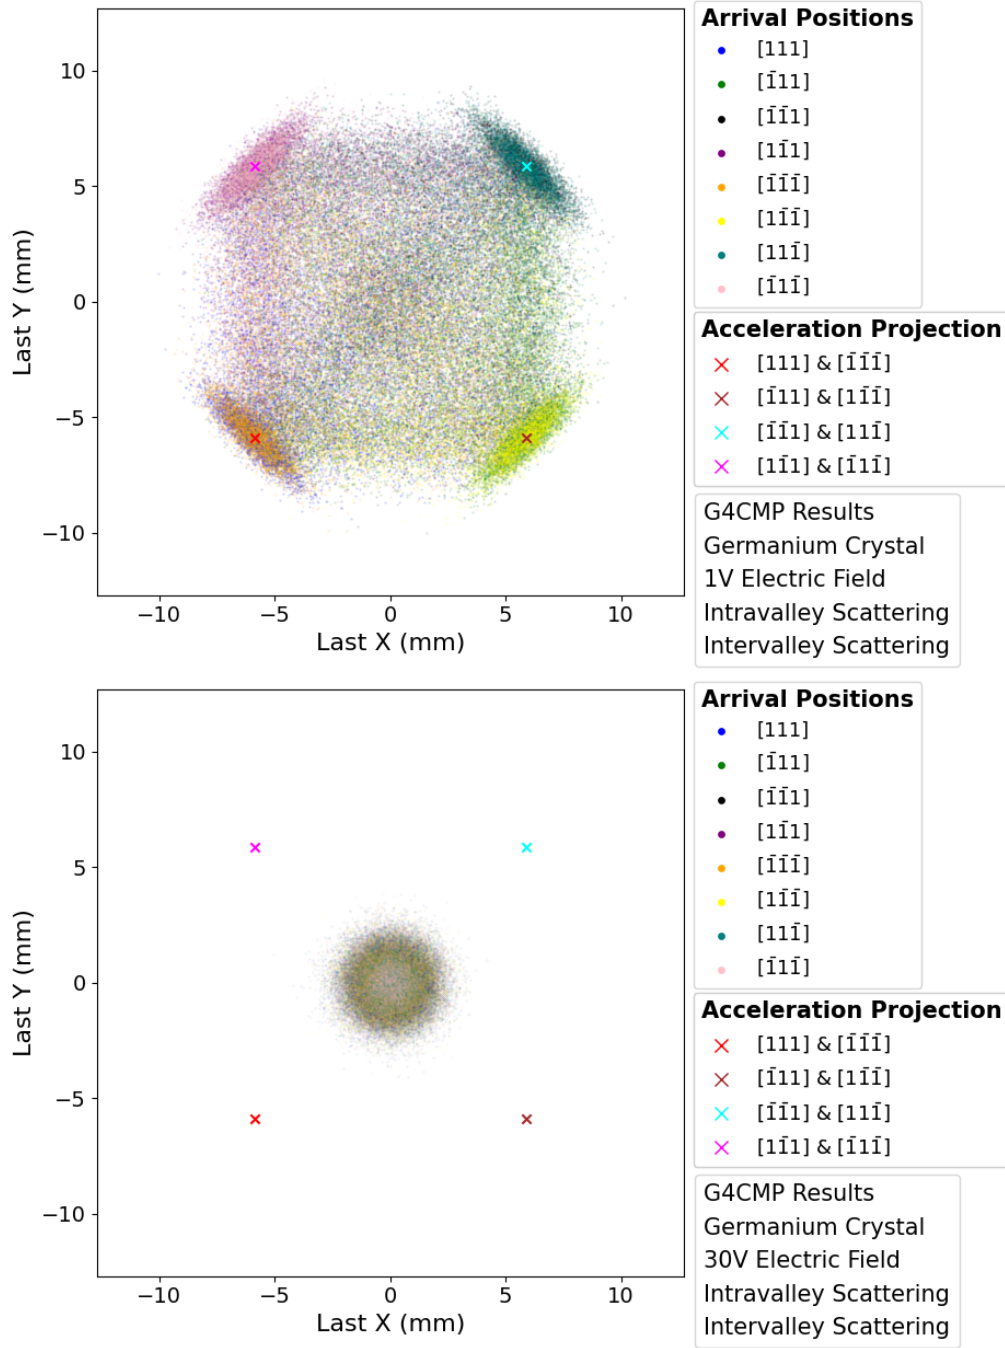 10
5
0
−5
−10
Last Y (mm)
−10 −5 0 5 10
Last X (mm)
Arrival Positions
[111]
[1̄11]
[1̄1̄1]
[11̄1]
[1̄1̄1̄]
[11̄1̄]
[111̄]
[1̄11̄]
Acceleration Projection
[111] & [1̄1̄1̄]
[1̄11] & [11̄1̄]
[1̄1̄1] & [111̄]
[11̄1] & [1̄11̄]
G4CMP Results
Germanium Crystal
1V Electric Field
Intravalley Scattering
Intervalley Scattering
10
5
0
−5
−10
Last Y (mm)
−10 −5 0 5 10
Last X (mm)
Arrival Positions
[111]
[1̄11]
[1̄1̄1]
[11̄1]
[1̄1̄1̄]
[11̄1̄]
[111̄]
[1̄11̄]
Acceleration Projection
[111] & [1̄1̄1̄]
[1̄11] & [11̄1̄]
[1̄1̄1] & [111̄]
[11̄1] & [1̄11̄]
G4CMP Results
Germanium Crystal
30V Electric Field
Intravalley Scattering
Intervalley Scattering